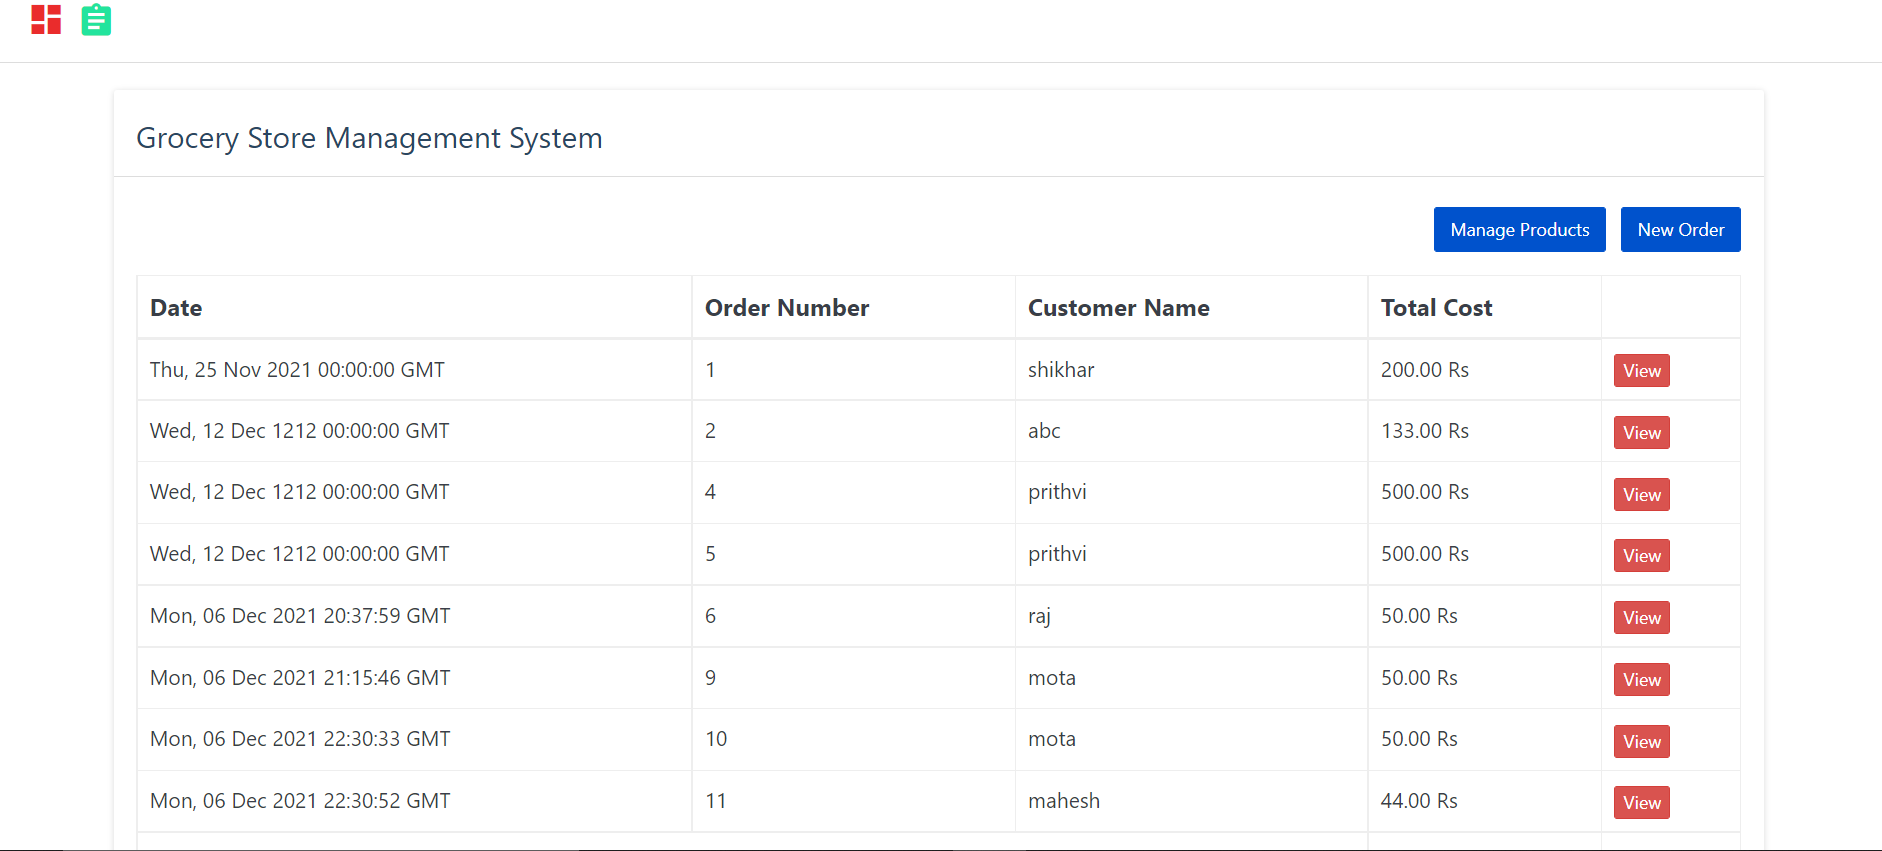 Grocery Store Management System
Manage Products New Order
Date Order Number Customer Name Total Cost
Thu, 25 Nov 2021 00:00:00 GMT 1 shikhar 200.00 Rs View
Wed, 12 Dec 1212 00:00:00 GMT 2 abc 133.00 Rs View
Wed, 12 Dec 1212 00:00:00 GMT 4 prithvi 500.00 Rs View
Wed, 12 Dec 1212 00:00:00 GMT 5 prithvi 500.00 Rs View
Mon, 06 Dec 2021 20:37:59 GMT 6 raj 50.00 Rs View
Mon, 06 Dec 2021 21:15:46 GMT 9 mota 50.00 Rs View
Mon, 06 Dec 2021 22:30:33 GMT 10 mota 50.00 Rs View
Mon, 06 Dec 2021 22:30:52 GMT 11 mahesh 44.00 Rs View